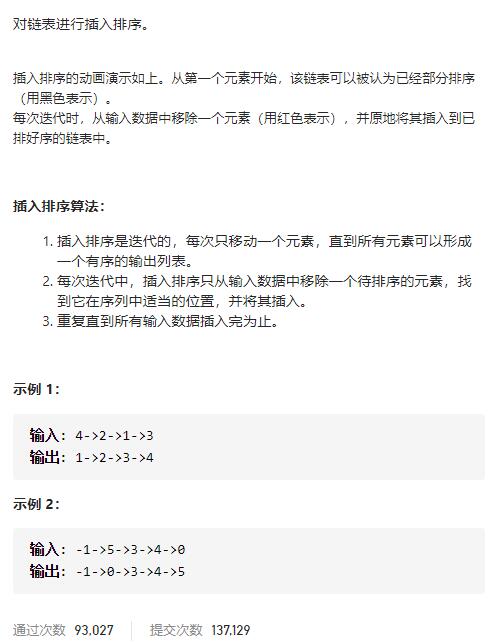 对链表进行插入排序。
插入排序的动画演示如上。从第一个元素开始，该链表可以被认为已经部分排序
（用黑色表示）。
每次迭代时，从输入数据中移除一个元素（用红色表示），并原地将其插入到已
排好序的链表中。
插入排序算法：
1. 插入排序是迭代的，每次只移动一个元素，直到所有元素可以形成
一个有序的输出列表。
2. 每次迭代中，插入排序只从输入数据中移除一个待排序的元素，找
到它在序列中适当的位置，并将其插入。
3. 重复直到所有输入数据插入完为止。
示例 1：
输入: 4->2->1->3
输出: 1->2->3->4
示例 2：
输入: -1->5->3->4->0
输出: -1->0->3->4->5
通过次数 93,027 提交次数 137,129